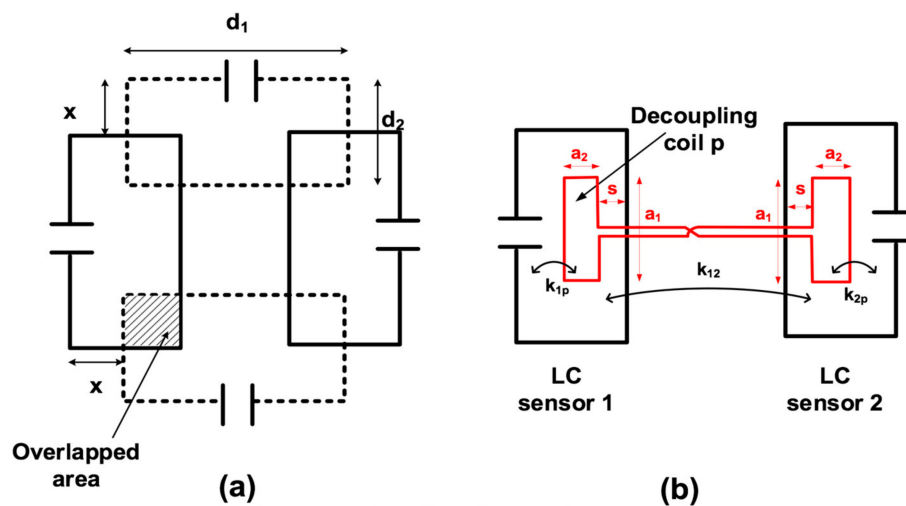 d₁
x
d₂
x
Overlapped
area
(a)
Decoupling
coil p
a₂
s
a₁
a₁
a₂
s
k₁ₚ
k₁₂
k₂ₚ
LC
sensor 1
LC
sensor 2
(b)